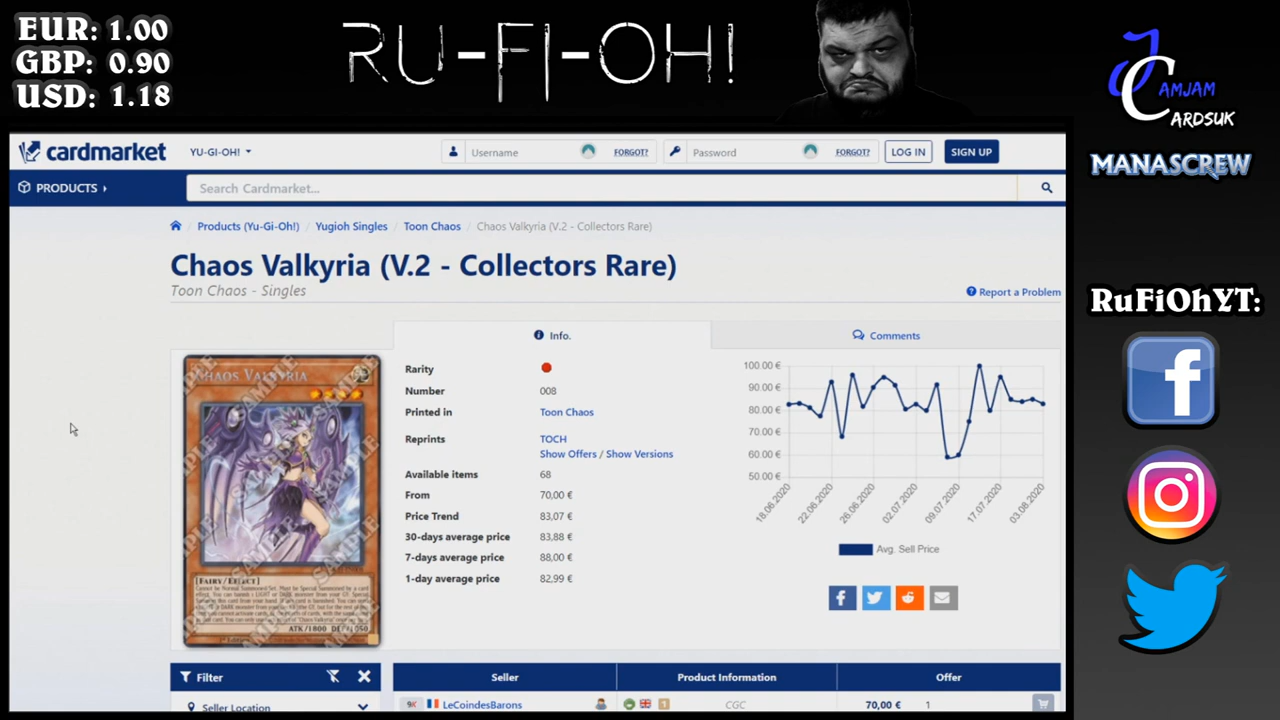 EUR: 1.00
GBP: 0.90
USD: 1.18
RU-FI-OH!
JAMJAM
CARDSUK
MANASCREW
RuFiOhYT:
cardmarket
YU-GI-OH!
Username
FORGOT?
Password
FORGOT?
LOG IN
SIGN UP
PRODUCTS
Search Cardmarket...
Products (Yu-Gi-Oh!) / Yugioh Singles / Toon Chaos / Chaos Valkyria (V.2 - Collectors Rare)
Chaos Valkyria (V.2 - Collectors Rare)
Toon Chaos - Singles
Report a Problem
Info.
Comments
CHAOS VALKYRIA
SAMPLE
[FAIRY/EFFECT]
ATK/1800 DEF/1050
Rarity
Number 008
Printed in Toon Chaos
Reprints TOCH
Show Offers / Show Versions
Available items 68
From 70,00 €
Price Trend 83,07 €
30-days average price 83,88 €
7-days average price 88,00 €
1-day average price 82,99 €
100.00 €
90.00 €
80.00 €
70.00 €
60.00 €
50.00 €
18.06.2020
22.06.2020
26.06.2020
02.07.2020
09.07.2020
17.07.2020
03.08.2020
Avg. Sell Price
Filter
Seller
Product Information
Offer
Seller Location
9K LeCoindesBarons
CGC
70,00 €
1